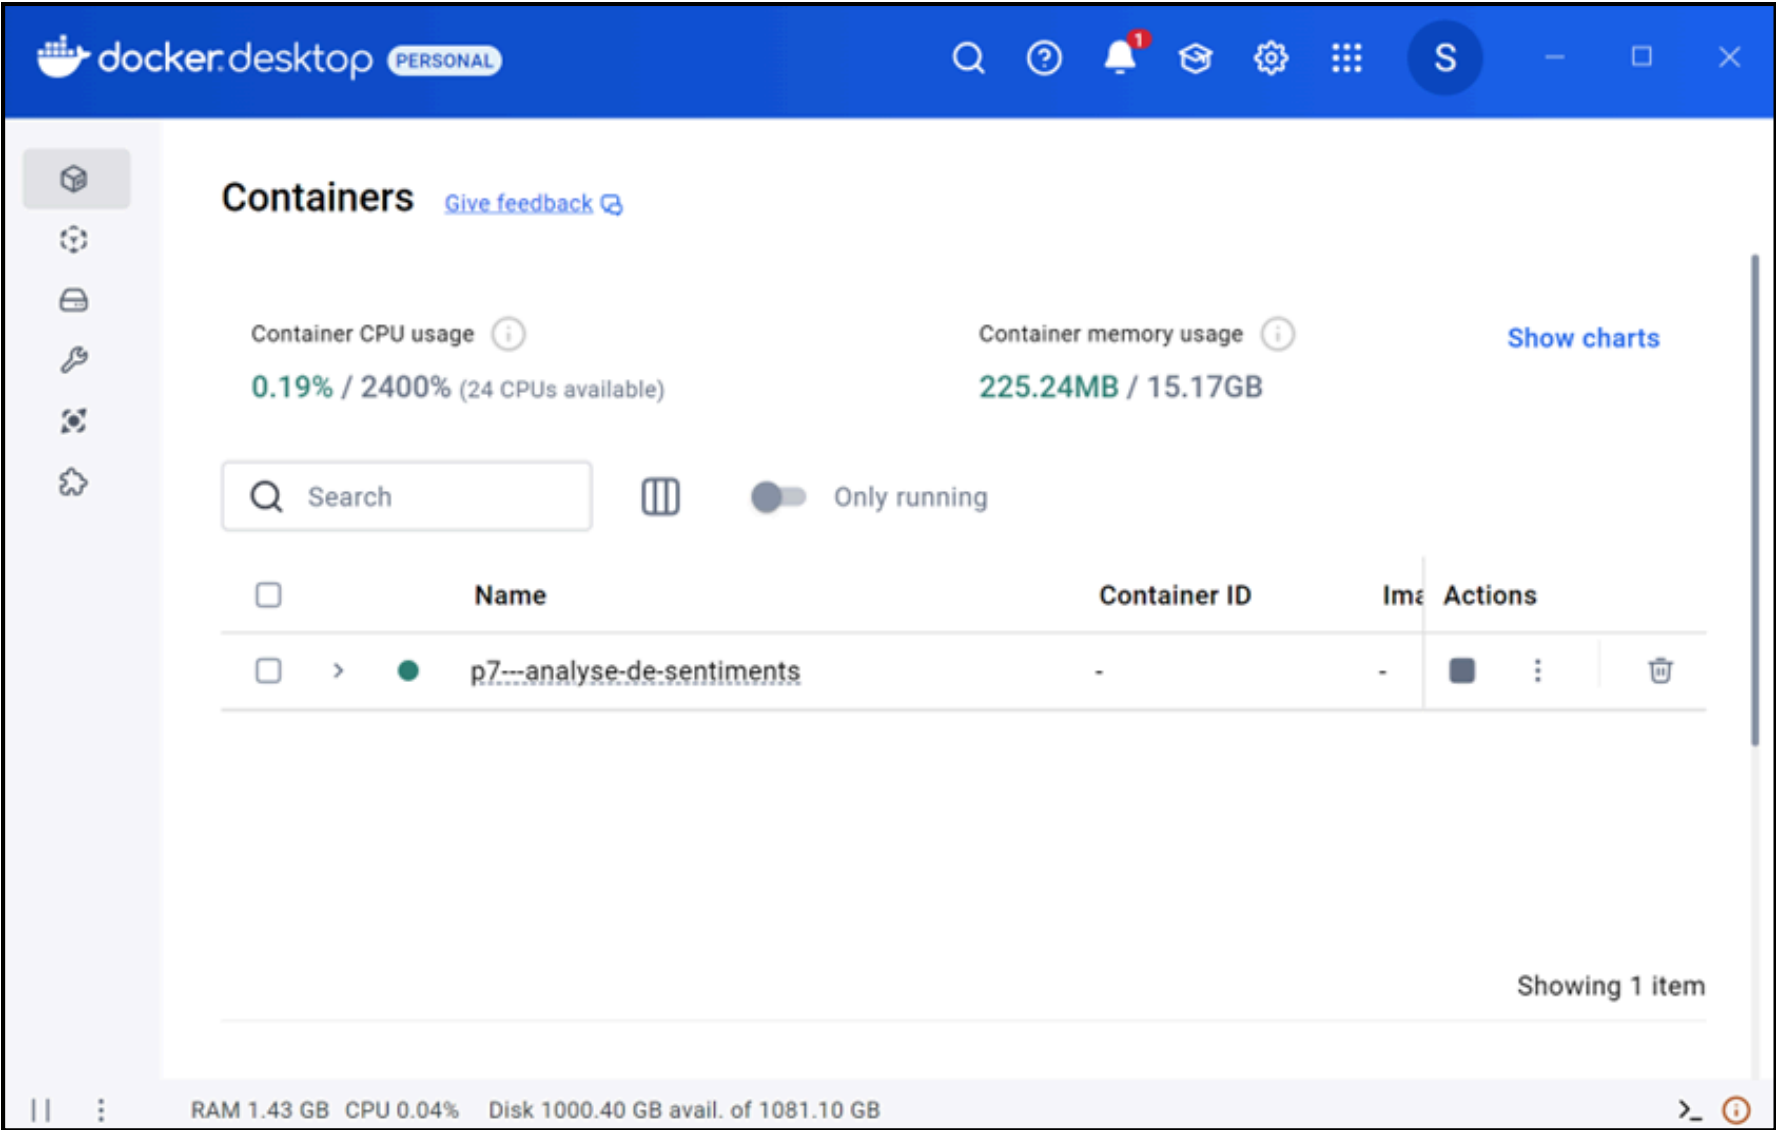 docker.desktop PERSONAL 1 S
Containers Give feedback
Container CPU usage Container memory usage Show charts
0.19% / 2400% (24 CPUs available) 225.24MB / 15.17GB
Search Only running
Name Container ID Ima Actions
p7---analyse-de-sentiments - -
Showing 1 item
RAM 1.43 GB CPU 0.04% Disk 1000.40 GB avail. of 1081.10 GB